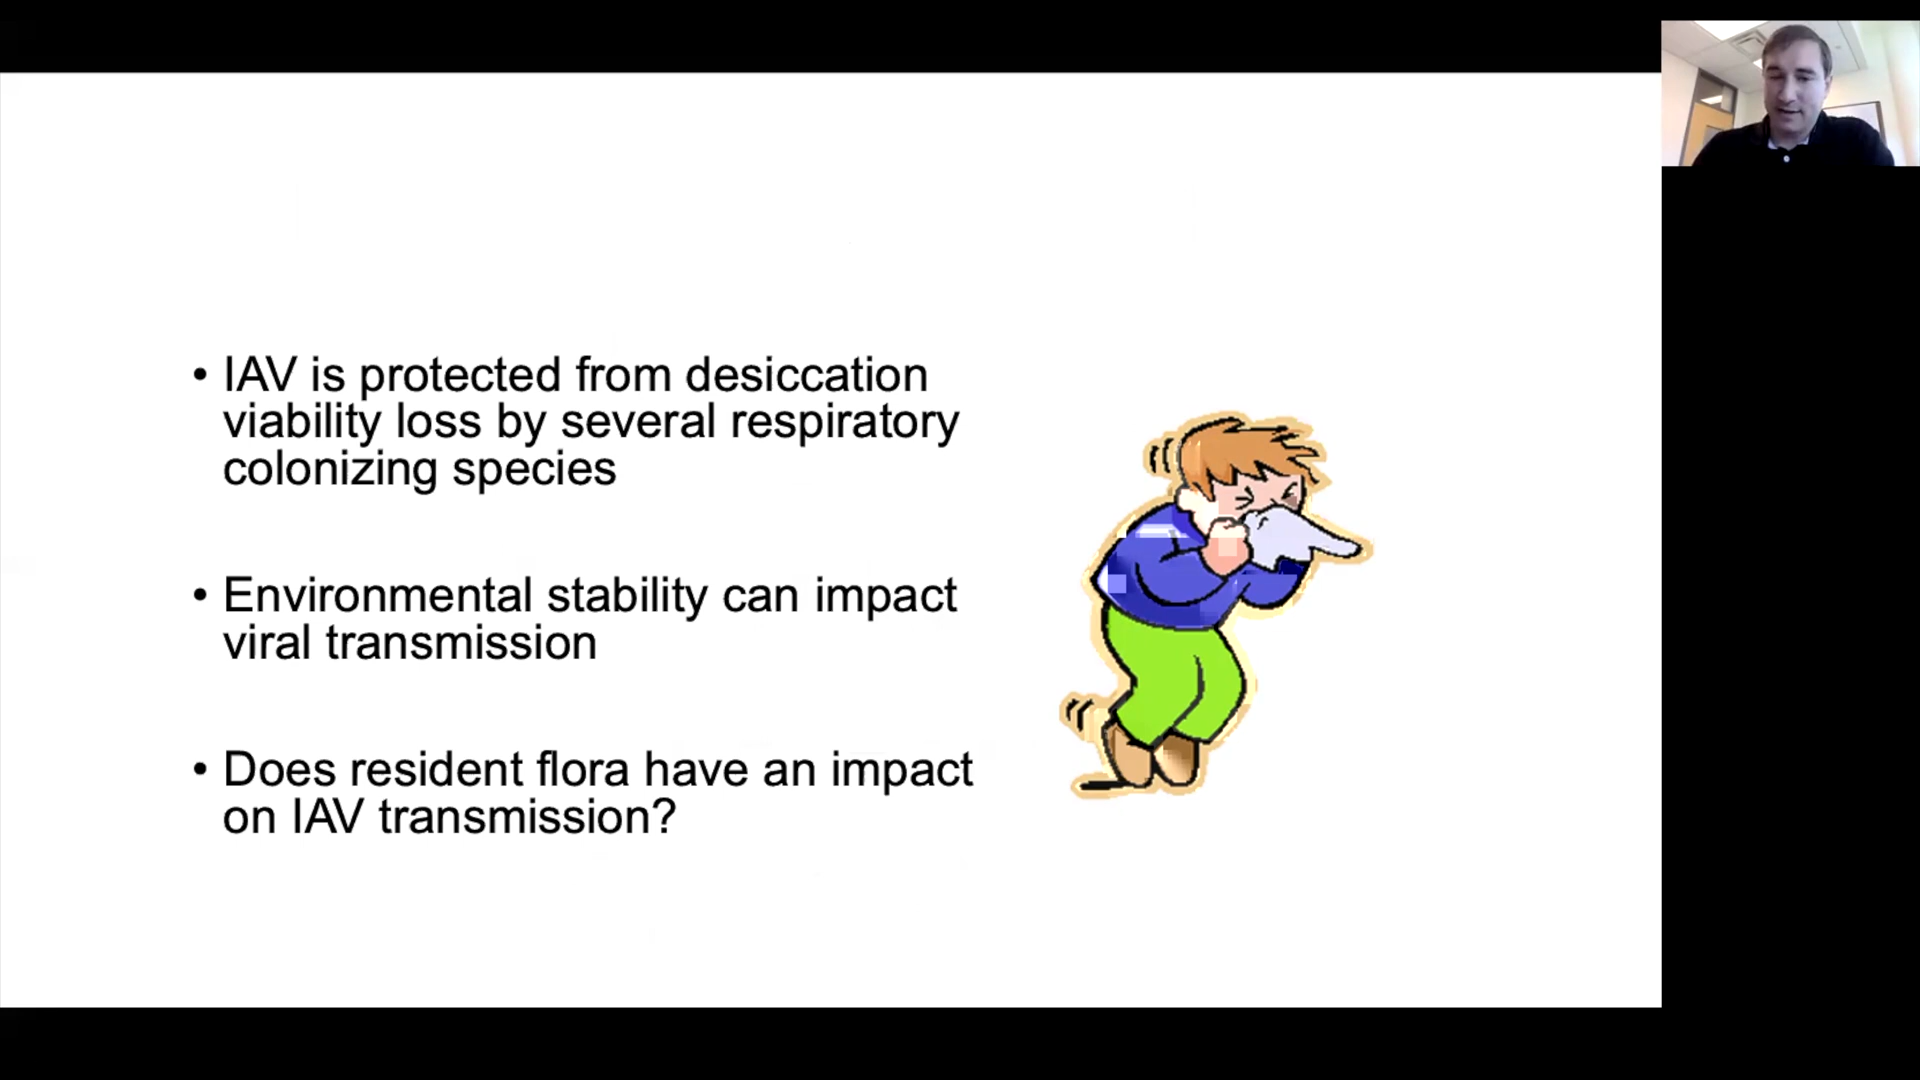 • IAV is protected from desiccation
viability loss by several respiratory
colonizing species
• Environmental stability can impact
viral transmission
• Does resident flora have an impact
on IAV transmission?